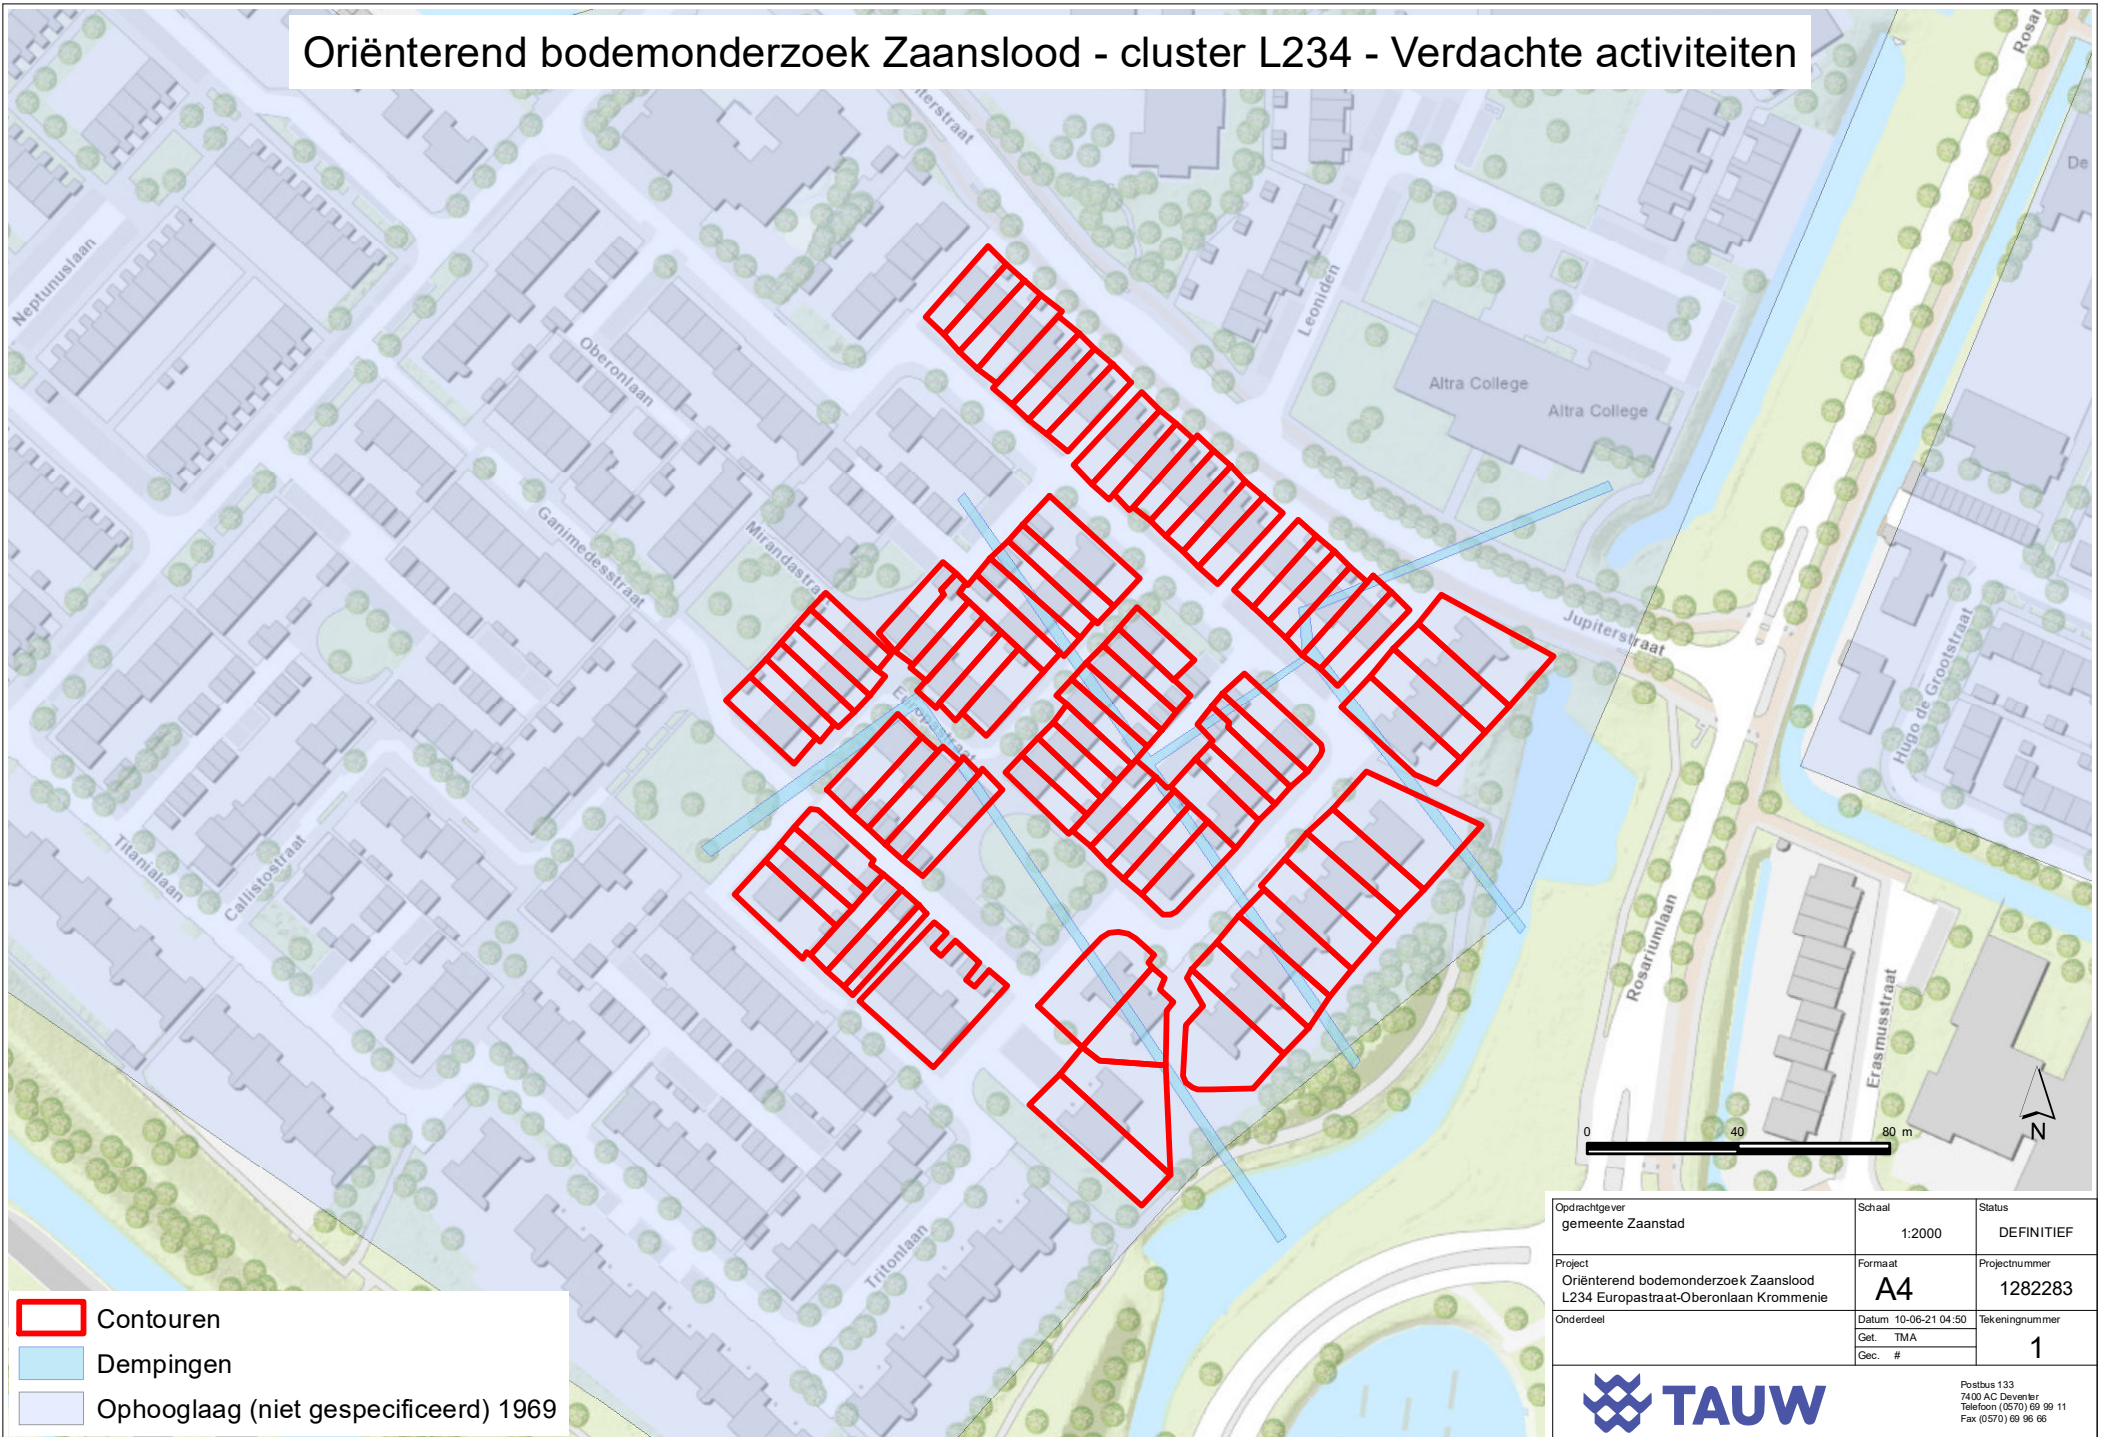 Oriënterend bodemonderzoek Zaanslood - cluster L234 - Verdachte activiteiten
Rosar
De
Neptunuslaan
Leoniden
Oberonlaan
Altra College
Altra College
Ganimedesstraat
Mirandastraat
Jupiterstraat
Hugo de Grootstraat
Europastraat
Titanialaan
Callistostraat
Rosariumlaan
Erasmusstraat
Tritonlaan
0 40 80 m
N
Contouren
Dempingen
Ophooglaag (niet gespecificeerd) 1969
Opdrachtgever
gemeente Zaanstad
Schaal
1:2000
Status
DEFINITIEF
Project
Oriënterend bodemonderzoek Zaanslood
L234 Europastraat-Oberonlaan Krommenie
Formaat
A4
Projectnummer
1282283
Onderdeel
Datum 10-06-21 04:50
Get. TMA
Gec. #
Tekeningnummer
1
TAUW
Postbus 133
7400 AC Deventer
Telefoon (0570) 69 99 11
Fax (0570) 69 96 66